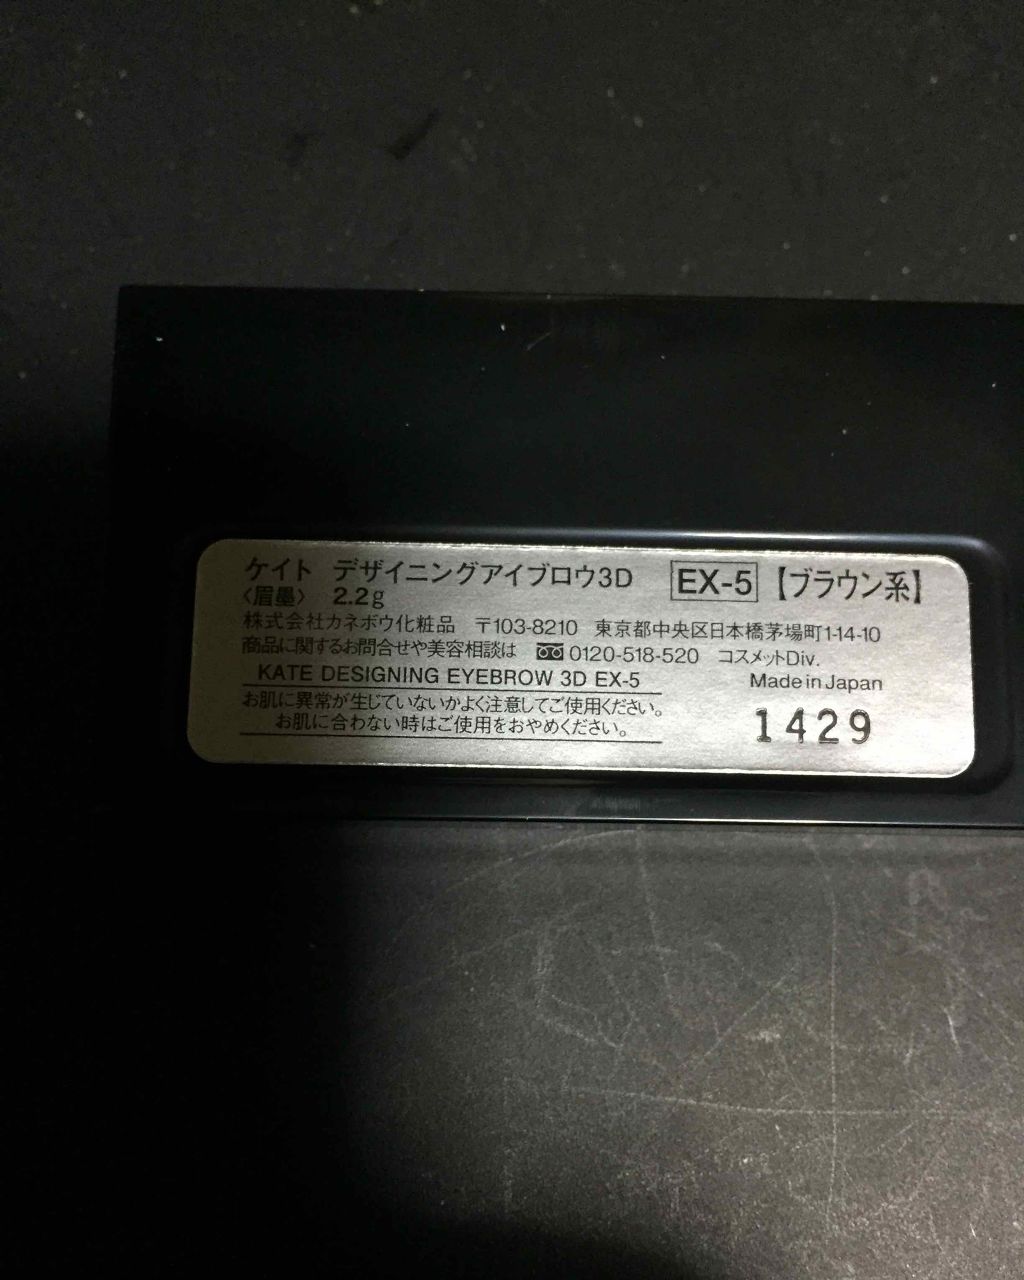 ケイト デザイニングアイブロウ3D EX-5 【ブラウン系】
〈眉墨〉 2.2g
株式会社カネボウ化粧品 〒103-8210 東京都中央区日本橋茅場町1-14-10
商品に関するお問合せや美容相談は 0120-518-520 コスメットDiv.
KATE DESIGNING EYEBROW 3D EX-5
Made in Japan
お肌に異常が生じていないかよく注意してご使用ください。
お肌に合わない時はご使用をおやめください。
1429